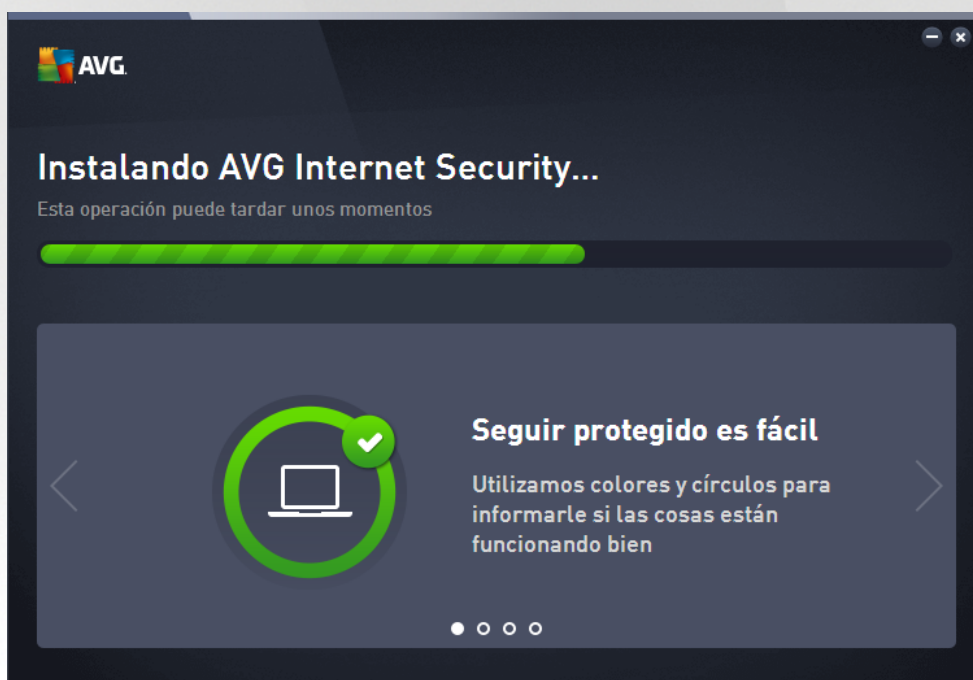 AVG.
Instalando AVG Internet Security...
Esta operación puede tardar unos momentos
Seguir protegido es fácil
Utilizamos colores y círculos para
informarle si las cosas están
funcionando bien